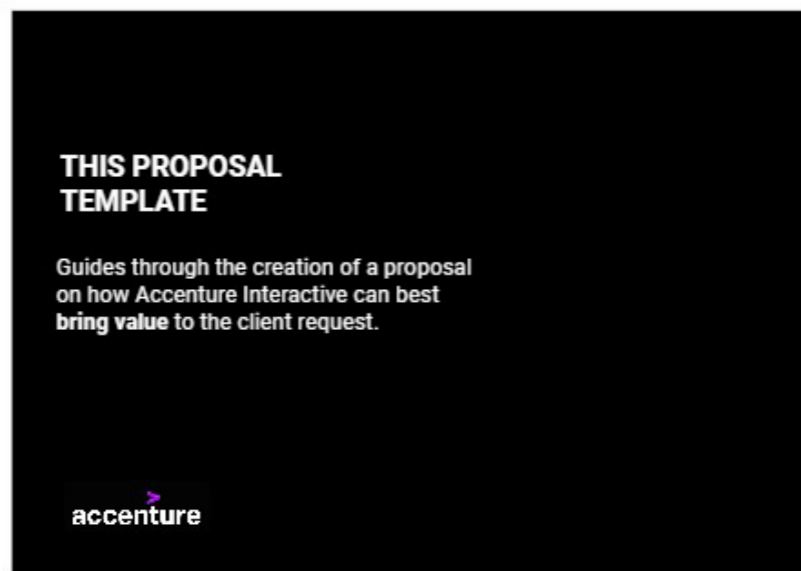 THIS PROPOSAL
TEMPLATE
Guides through the creation of a proposal
on how Accenture Interactive can best
bring value to the client request.
accenture